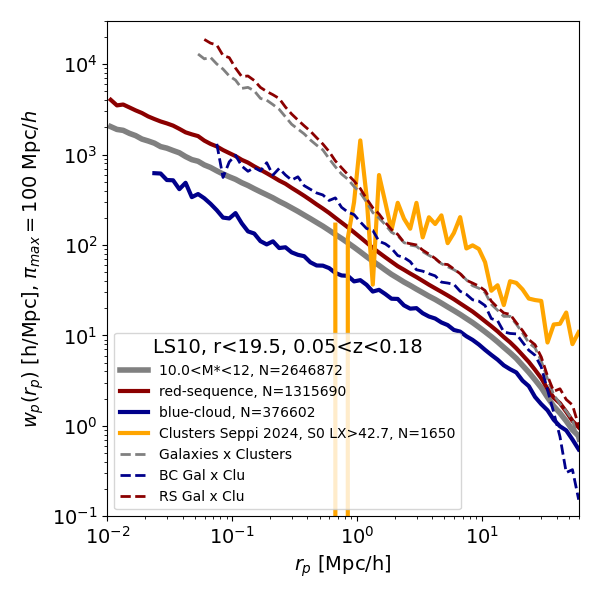 10⁴
10³
10²
10¹
10⁰
10⁻¹
w_p(r_p) [h/Mpc], π_max = 100 Mpc/h
LS10, r<19.5, 0.05<z<0.18
10.0<M*<12, N=2646872
red-sequence, N=1315690
blue-cloud, N=376602
Clusters Seppi 2024, S0 LX>42.7, N=1650
Galaxies x Clusters
BC Gal x Clu
RS Gal x Clu
10⁻² 10⁻¹ 10⁰ 10¹
r_p [Mpc/h]